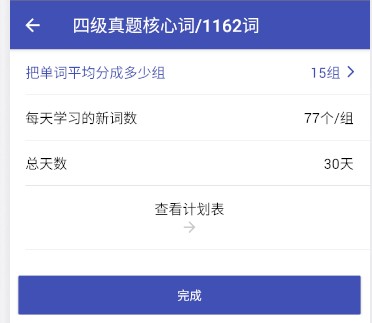 四级真题核心词/1162词
把单词平均分成多少组 15组
每天学习的新词数 77个/组
总天数 30天
查看计划表
完成